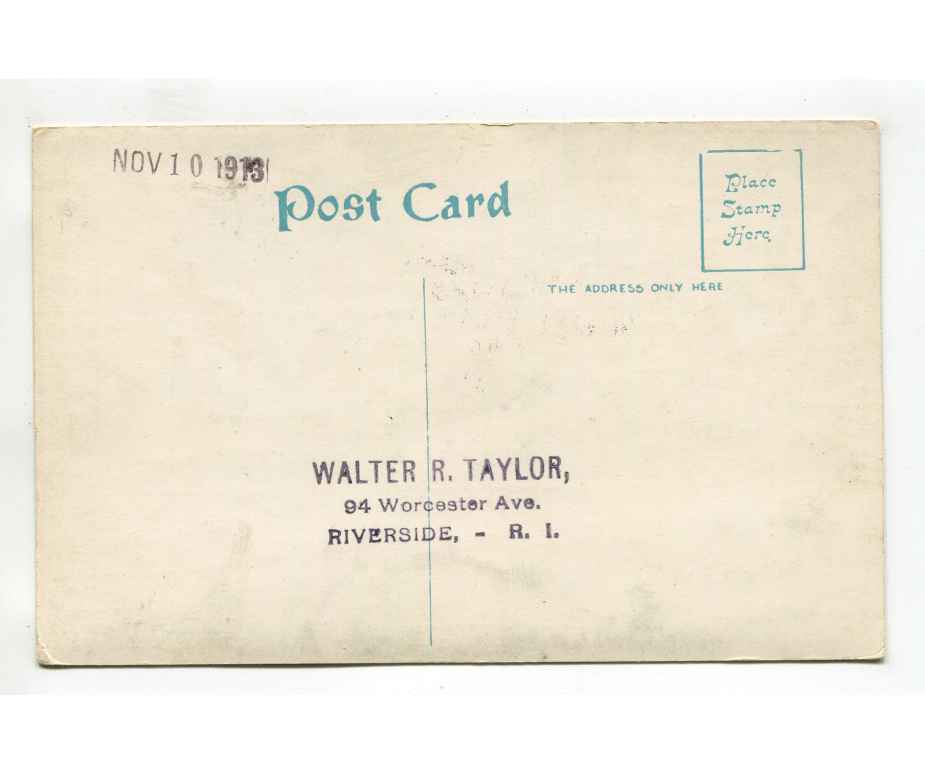 NOV 10 1913
Post Card
Place
Stamp
Here
THE ADDRESS ONLY HERE
WALTER R. TAYLOR,
94 Worcester Ave.
RIVERSIDE, - R. I.